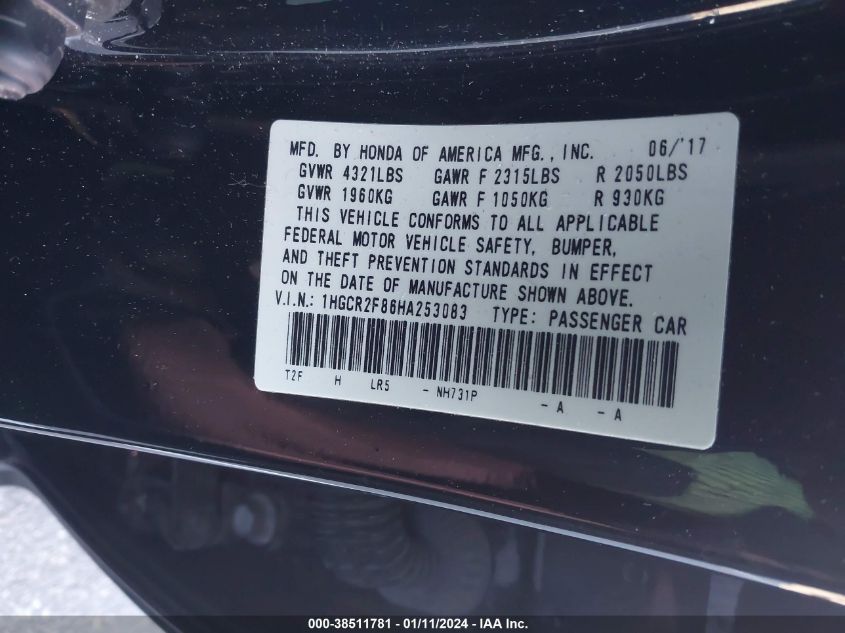 MFD. BY HONDA OF AMERICA MFG., INC. 06/'17
GVWR 4321LBS GAWR F 2315LBS R 2050LBS
GVWR 1960KG GAWR F 1050KG R 930KG
THIS VEHICLE CONFORMS TO ALL APPLICABLE
FEDERAL MOTOR VEHICLE SAFETY, BUMPER,
AND THEFT PREVENTION STANDARDS IN EFFECT
ON THE DATE OF MANUFACTURE SHOWN ABOVE.
V.I.N.: 1HGCR2F86HA253083 TYPE: PASSENGER CAR
T2F H LR5 - NH731P - A - A
000-38511781 - 01/11/2024 - IAA Inc.